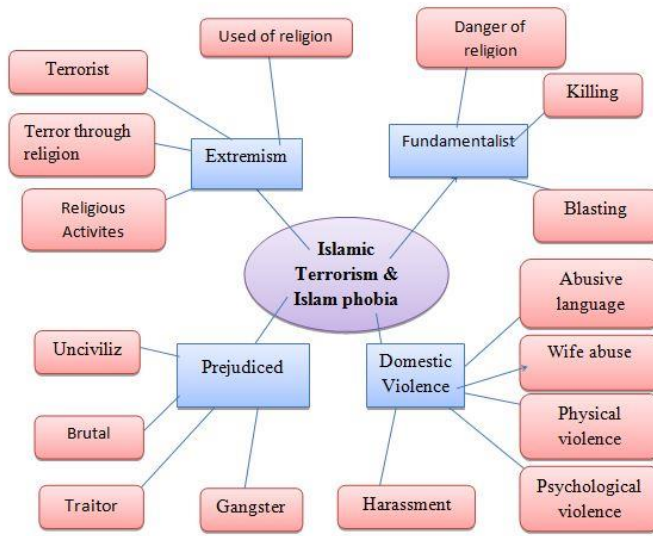 Used of religion
Danger of
religion
Terrorist
Killing
Terror through
religion
Extremism
Fundamentalist
Religious
Activites
Blasting
Islamic
Terrorism &
Islam phobia
Abusive
language
Unciviliz
Prejudiced
Domestic
Violence
Wife abuse
Brutal
Physical
violence
Traitor
Gangster
Harassment
Psychological
violence